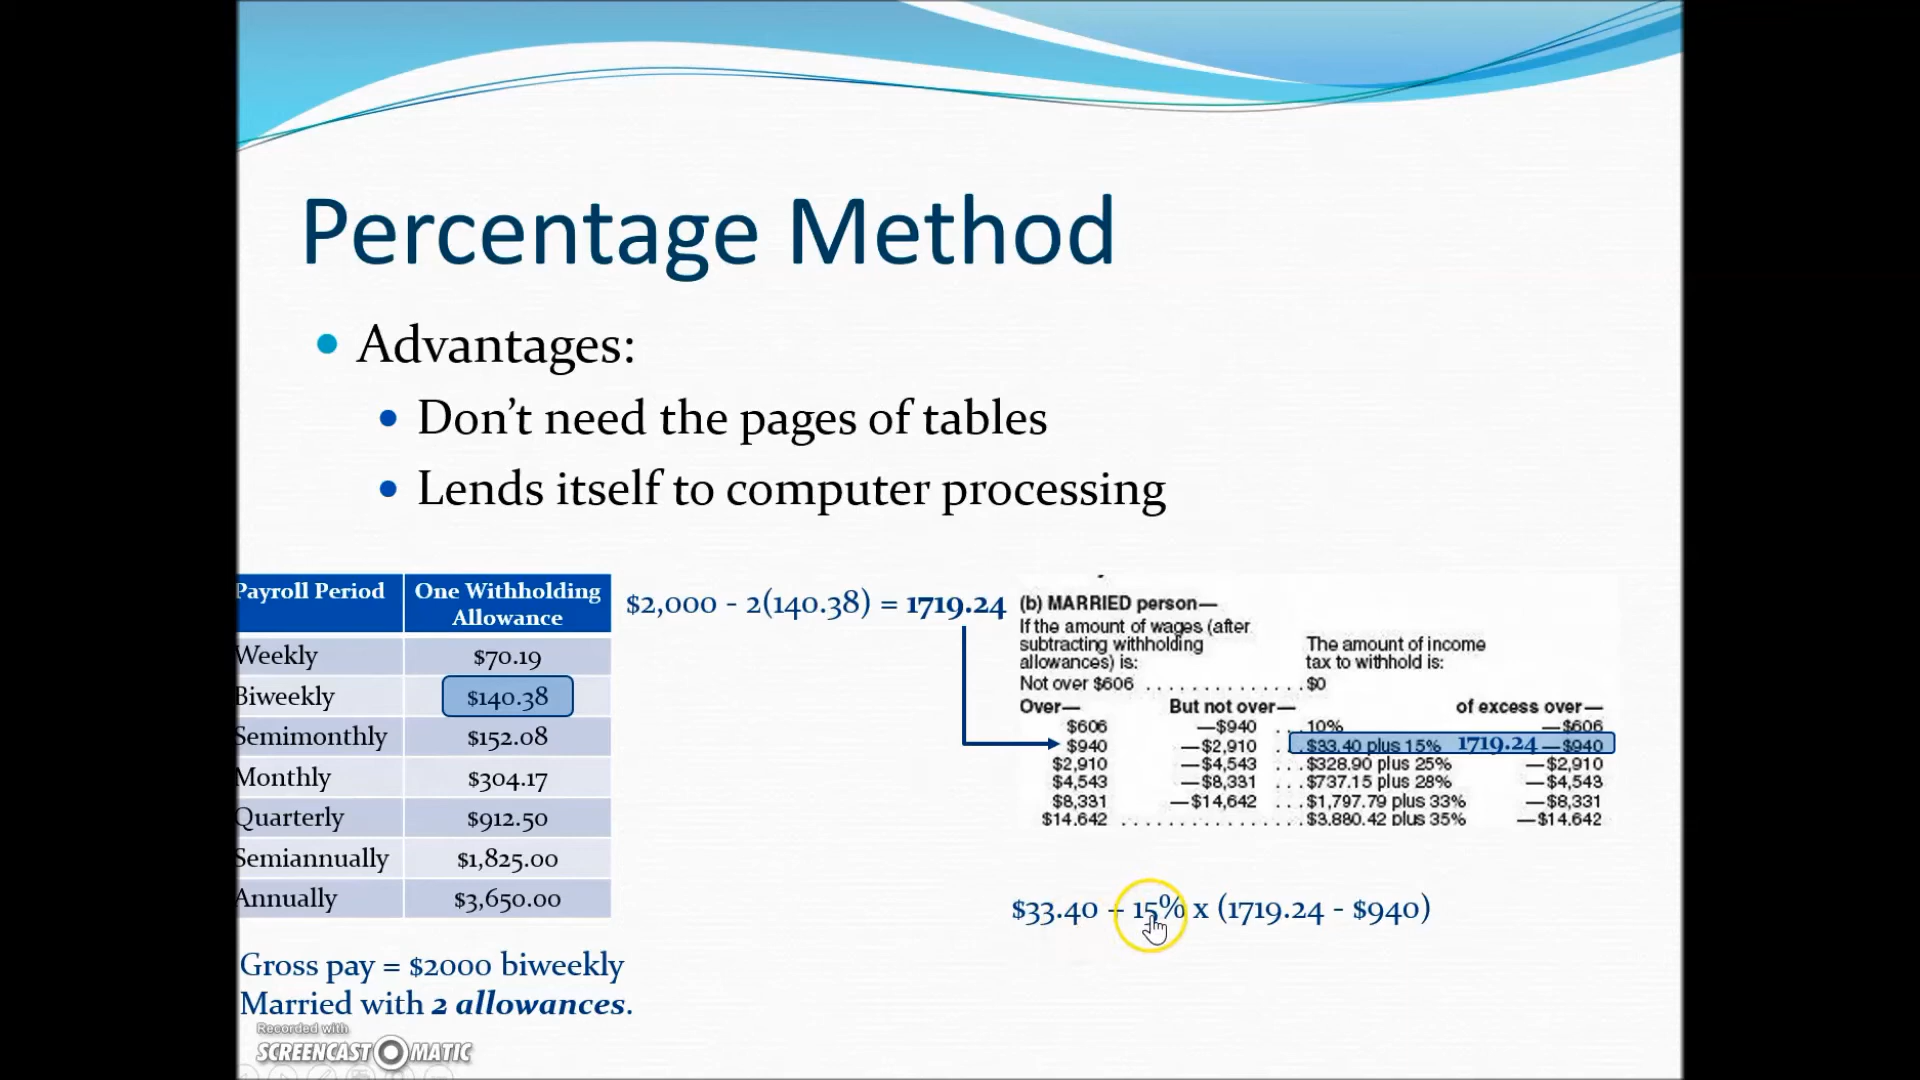 Percentage Method
Advantages:
Don't need the pages of tables
Lends itself to computer processing
Payroll Period One Withholding Allowance
Weekly $70.19
Biweekly $140.38
Semimonthly $152.08
Monthly $304.17
Quarterly $912.50
Semiannually $1,825.00
Annually $3,650.00
Gross pay = $2000 biweekly
Married with 2 allowances.
$2,000 - 2(140.38) = 1719.24
(b) MARRIED person—
If the amount of wages (after
subtracting withholding
allowances) is:
The amount of income
tax to withhold is:
Not over $606 . . . . . . . . . . . . . . . $0
Over— But not over— of excess over—
$606 —$940 . . . 10% —$606
$940 —$2,910 . . . $33.40 plus 15% 1719.24 —$940
$2,910 —$4,543 . . . $328.90 plus 25% —$2,910
$4,543 —$8,331 . . . $737.15 plus 28% —$4,543
$8,331 —$14,642 . . . $1,797.79 plus 33% —$8,331
$14,642 . . . . . . . . . . . . . . . . $3,880.42 plus 35% —$14,642
$33.40 + 15% x (1719.24 - $940)
Recorded with
SCREENCAST MATIC